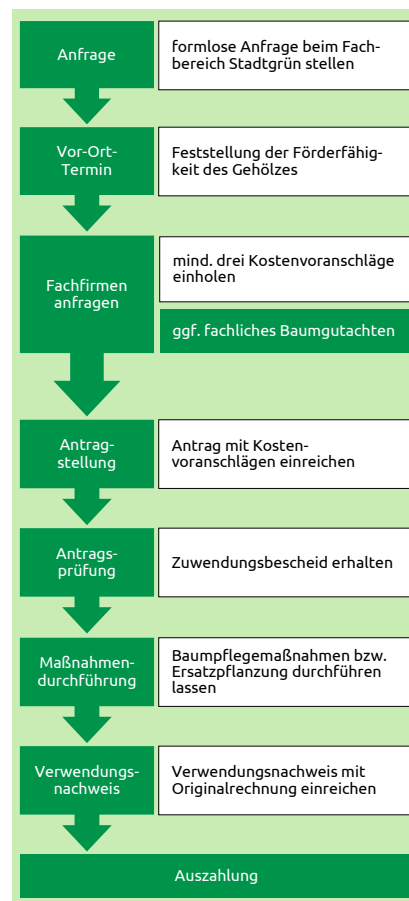 Anfrage
formlose Anfrage beim Fach-
bereich Stadtgrün stellen
Vor-Ort-
Termin
Feststellung der Förderfähig-
keit des Gehölzes
Fachfirmen
anfragen
mind. drei Kostenvoranschläge
einholen
ggf. fachliches Baumgutachten
Antrag-
stellung
Antrag mit Kosten-
voranschlägen einreichen
Antrags-
prüfung
Zuwendungsbescheid erhalten
Maßnahmen-
durchführung
Baumpflegemaßnahmen bzw.
Ersatzpflanzung durchführen
lassen
Verwendungs-
nachweis
Verwendungsnachweis mit
Originalrechnung einreichen
Auszahlung